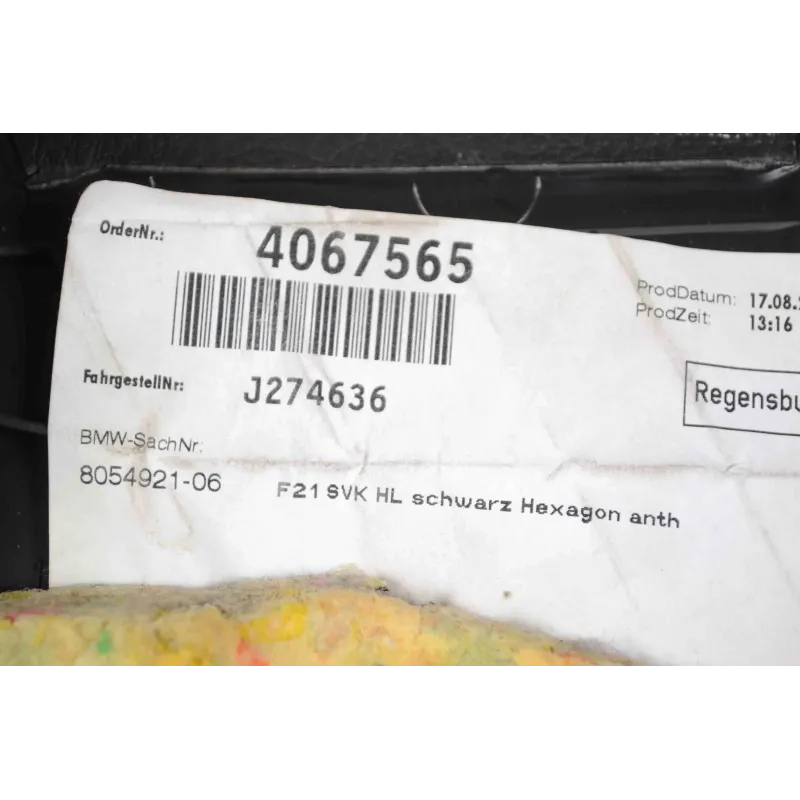 OrderNr.: 4067565
ProdDatum: 17.08.
ProdZeit: 13:16
FahrgestellNr: J274636
Regensbu
BMW-SachNr:
8054921-06 F21 SVK HL schwarz Hexagon anth